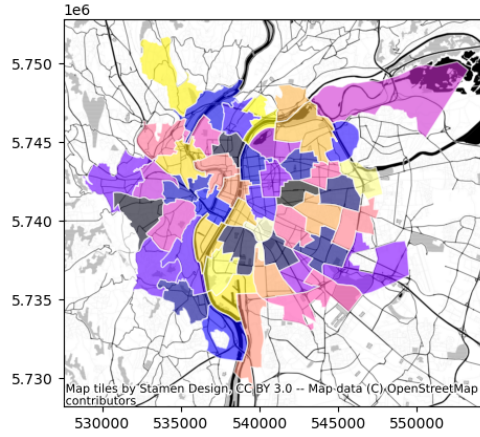 1e6
5.750
5.745
5.740
5.735
5.730
Map tiles by Stamen Design, CC BY 3.0 -- Map data (C) OpenStreetMap
contributors
530000 535000 540000 545000 550000